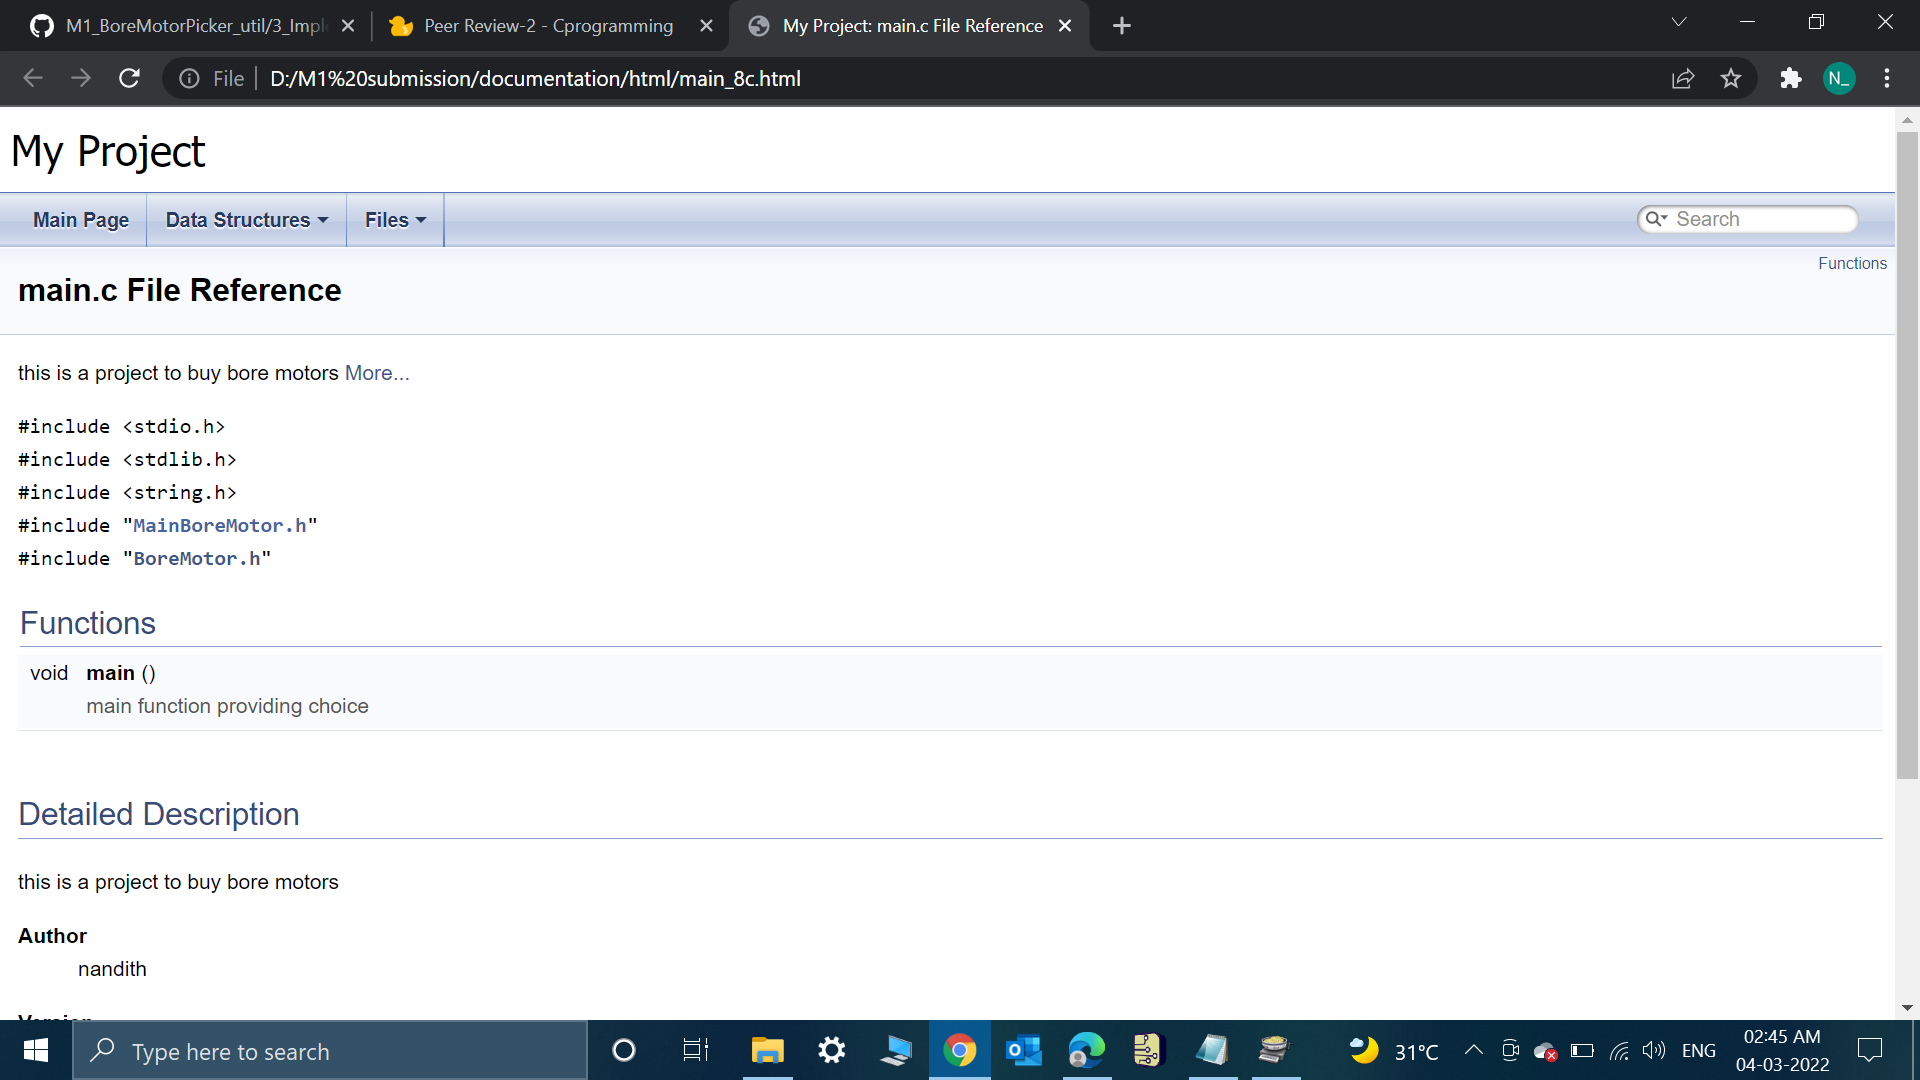 M1_BoreMotorPicker_util/3_Impl
Peer Review-2 - Cprogramming
My Project: main.c File Reference
File
D:/M1%20submission/documentation/html/main_8c.html
N_
My Project
Main Page
Data Structures
Files
Search
Functions
main.c File Reference
this is a project to buy bore motors More...
#include <stdio.h>
#include <stdlib.h>
#include <string.h>
#include "MainBoreMotor.h"
#include "BoreMotor.h"
Functions
void main ()
main function providing choice
Detailed Description
this is a project to buy bore motors
Author
nandith
Version
Type here to search
31°C
ENG
02:45 AM
04-03-2022